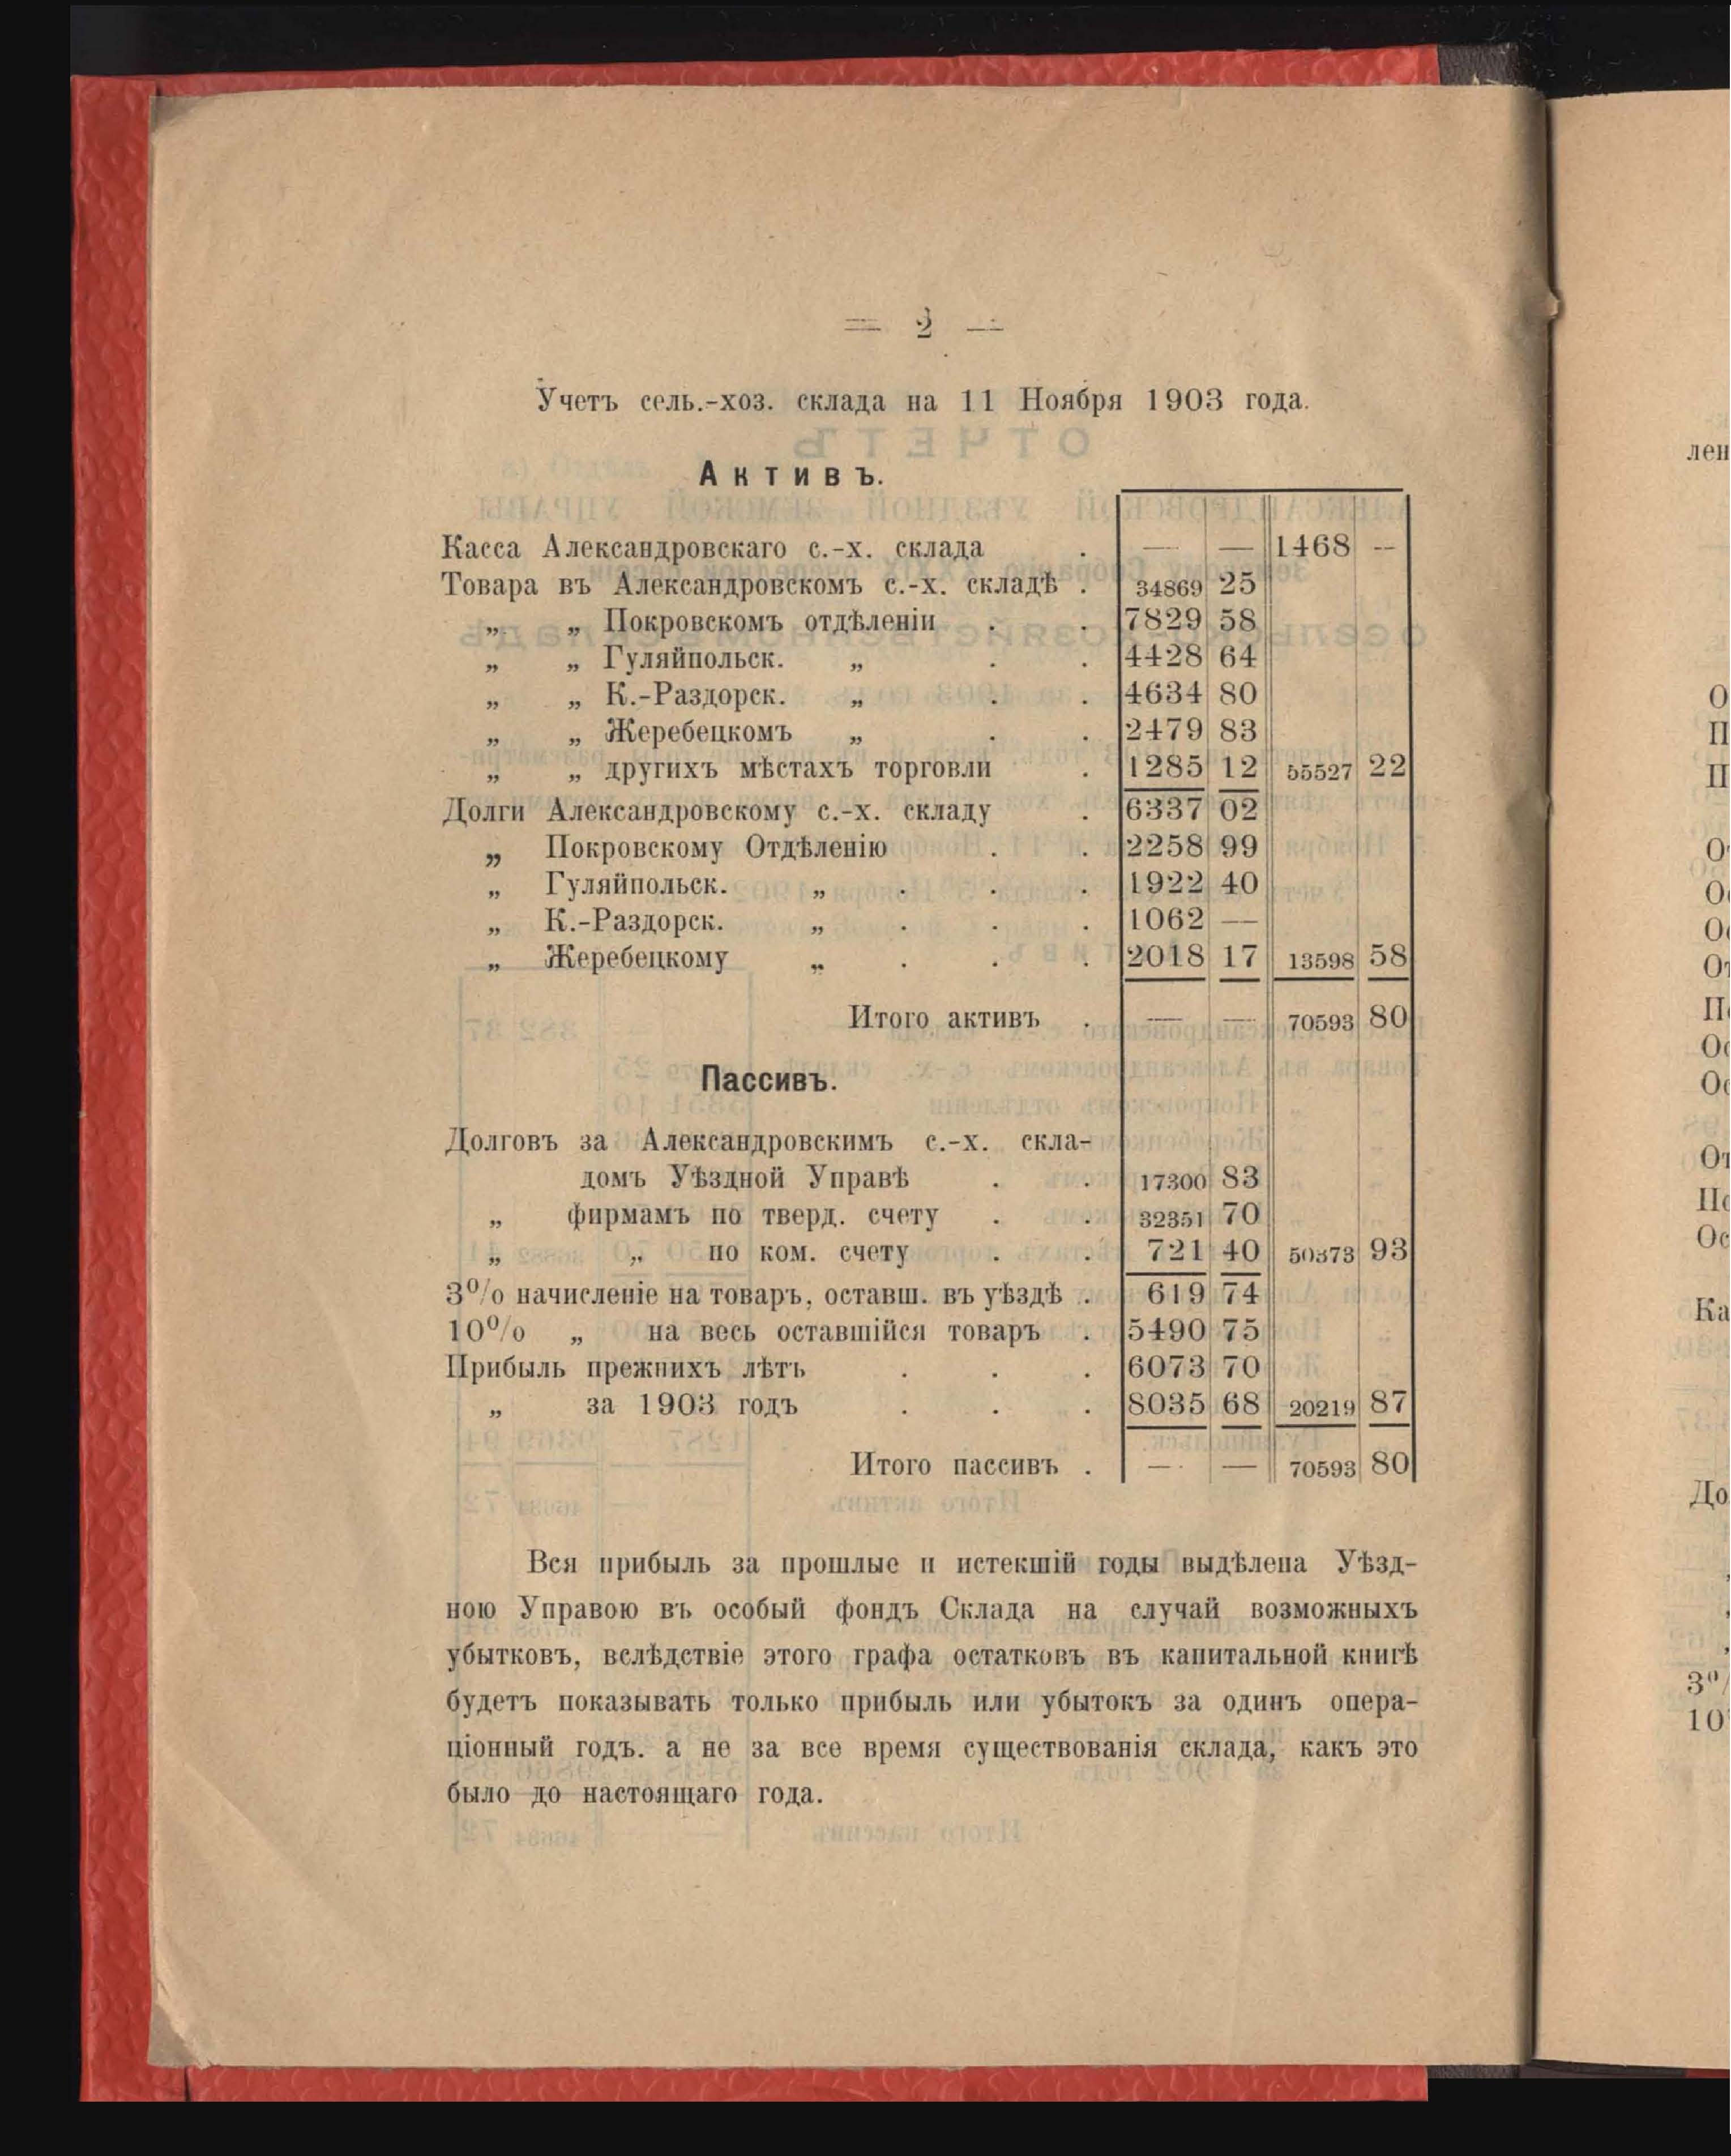 — 2 —
Учетъ сель.-хоз. склада на 11 Ноября 1903 года.
Активъ.
Касса Александровскаго с.-х. склада . — — 1468 —
Товара въ Александровскомъ с.-х. складѣ . 34869 25
„ „ Покровскомъ отдѣленіи . . 7829 58
„ „ Гуляйпольск. „ . . 4428 64
„ „ К.-Раздорск. „ . . 4634 80
„ „ Жеребецкомъ „ . . 2479 83
„ „ другихъ мѣстахъ торговли . 1285 12 55527 22
Долги Александровскому с.-х. складу . 6337 02
„ Покровскому Отдѣленію . . 2258 99
„ Гуляйпольск. „ . . . 1922 40
„ К.-Раздорск. „ . . . 1062 —
„ Жеребецкому „ . . . 2018 17 13598 58
Итого активъ . — — 70593 80
Пассивъ.
Долговъ за Александровскимъ с.-х. скла-
домъ Уѣздной Управѣ . . 17300 83
„ фирмамъ по тверд. счету . . 32351 70
„ „ по ком. счету . . 721 40 50373 93
3% начисленіе на товаръ, оставш. въ уѣздѣ . 619 74
10% „ на весь оставшійся товаръ . 5490 75
Прибыль прежнихъ лѣтъ . . . 6073 70
„ за 1903 годъ . . . 8035 68 20219 87
Итого пассивъ . — — 70593 80
Вся прибыль за прошлые и истекшій годы выдѣлена Уѣзд-
ною Управою въ особый фондъ Склада на случай возможныхъ
убытковъ, вслѣдствіе этого графа остатковъ въ капитальной книгѣ
будетъ показывать только прибыль или убытокъ за одинъ опера-
ціонный годъ. а не за все время существованія склада, какъ это
было до настоящаго года.